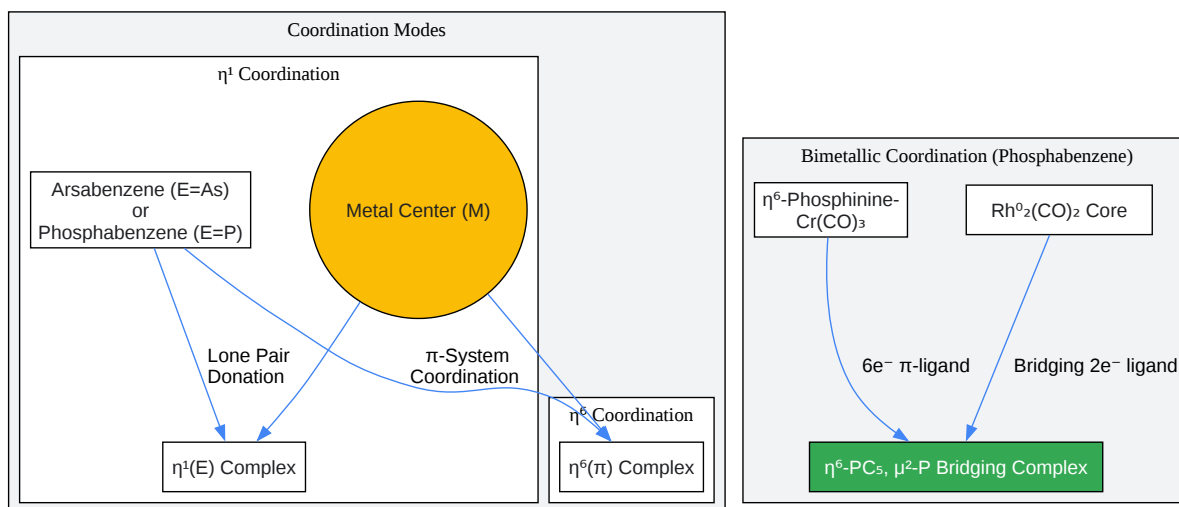 Coordination Modes
η¹ Coordination
Arsabenzene (E=As)
or
Phosphabenzene (E=P)
Metal Center (M)
Lone Pair
Donation
π-System
Coordination
η⁶ Coordination
η¹(E) Complex
η⁶(π) Complex
Bimetallic Coordination (Phosphabenzene)
η⁶-Phosphinine-
Cr(CO)₃
Rh⁰₂(CO)₂ Core
6e⁻ π-ligand
Bridging 2e⁻ ligand
η⁶-PC₅, μ²-P Bridging Complex